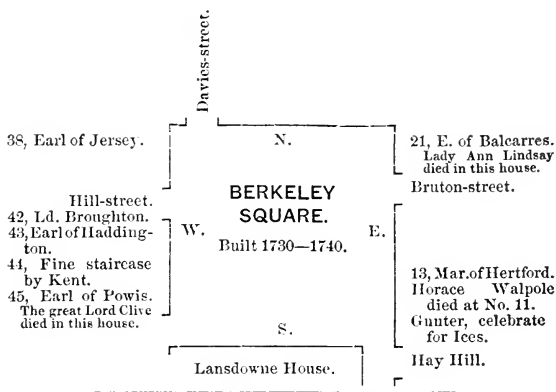 Davies-street.
38, Earl of Jersey.
N.
21, E. of Balcarres.
Lady Ann Lindsay
died in this house.
Bruton-street.
Hill-street.
42, Ld. Broughton.
43, Earl of Hadding-
ton.
44, Fine staircase
by Kent.
45, Earl of Powis.
The great Lord Clive
died in this house.
W.
BERKELEY
SQUARE.
Built 1730—1740.
E.
S.
13, Mar. of Hertford.
Horace Walpole
died at No. 11.
Gunter, celebrate
for Ices.
Hay Hill.
Lansdowne House.